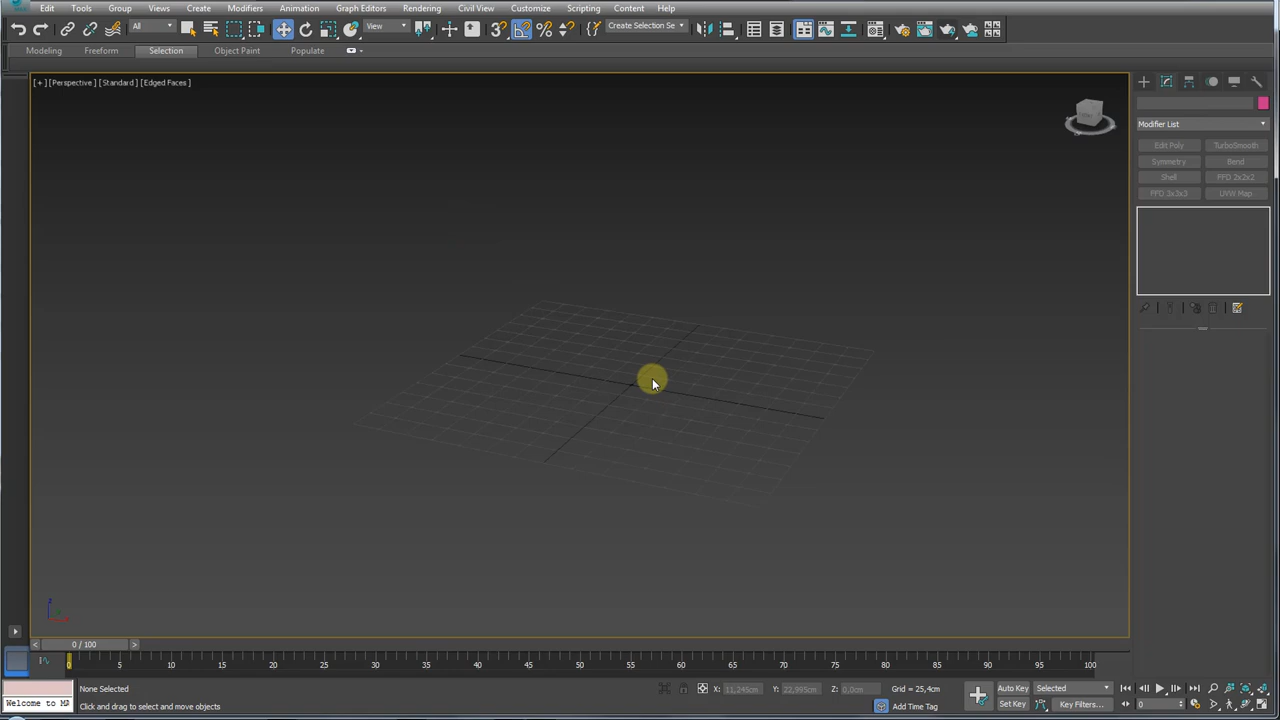 Edit Tools Group Views Create Modifiers Animation Graph Editors Rendering Civil View Customize Scripting Content Help
All View 3 Create Selection Se
Modeling Freeform Selection Object Paint Populate
[+] [Perspective] [Standard] [Edged Faces]
Modifier List
Edit Poly TurboSmooth
Symmetry Bend
Shell FFD 2x2x2
FFD 3x3x3 UVW Map
z
x
< 0 / 100 >
0 5 10 15 20 25 30 35 40 45 50 55 60 65 70 75 80 85 90 95 100
None Selected X: 11,245cm Y: 22,995cm Z: 0,0cm Grid = 25,4cm Auto Key Selected
Welcome to MA Click and drag to select and move objects Add Time Tag Set Key Key Filters... 0